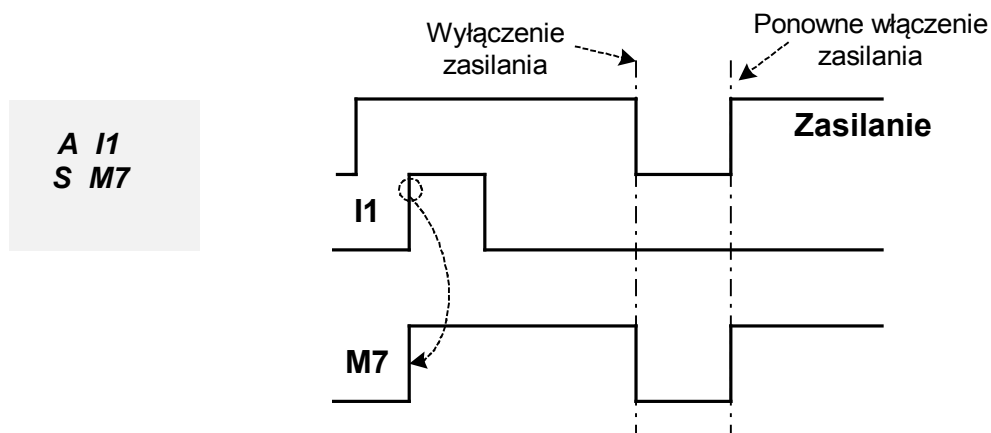 Wyłączenie
zasilania
Ponowne włączenie
zasilania
A I1
S M7
Zasilanie
I1
M7